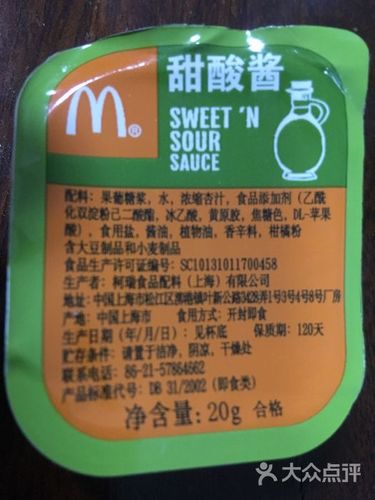 甜酸酱
M®
SWEET 'N
SOUR
SAUCE
配料：果葡糖浆，水，浓缩杏汁，食品添加剂（乙酰
化双淀粉己二酸酯，冰乙酸，黄原胶，焦糖色，DL-苹果
酸），食用盐，酱油，植物油，香辛料，柑橘粉
含大豆制品和小麦制品
食品生产许可证编号：SC10131011700458
生产者：柯瑞食品配料（上海）有限公司
地址：中国上海市松江区泖港镇叶新公路3428弄1号3号4号8号厂房
产地：中国上海市 食用方式：开封即食
生产日期（年/月/日）：见杯底 保质期：120天
贮存条件：请置于洁净，阴凉，干燥处
联系电话：86-21-57864662
产品标准代号：DB 31/2002（即食类）
净含量：20g 合格
大众点评